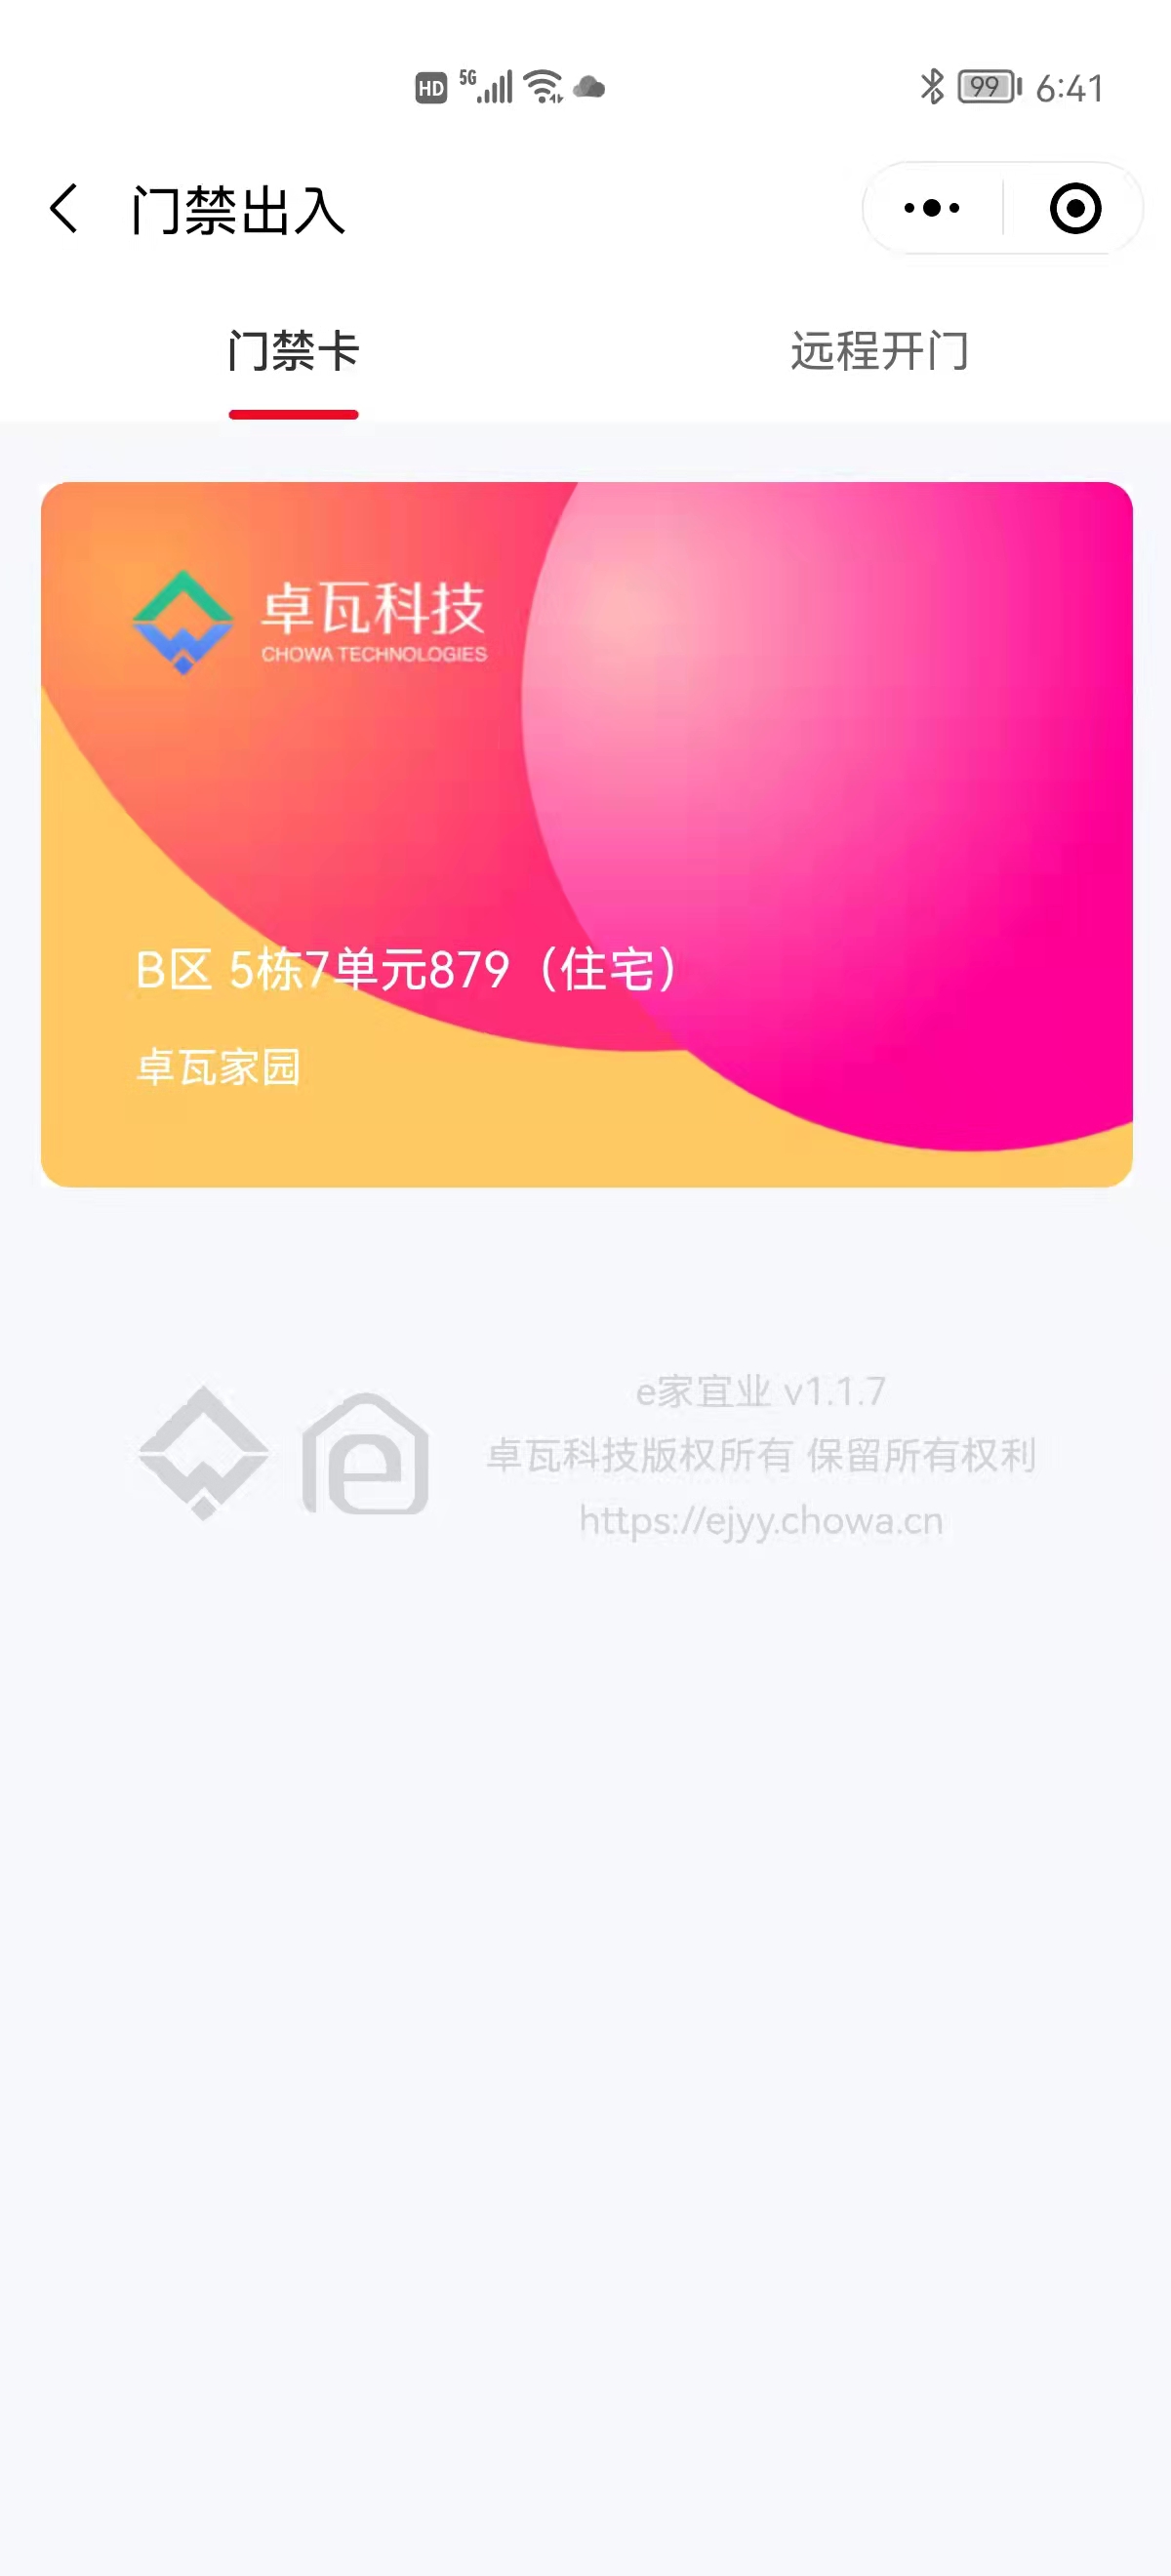 HD 5G 99 6:41
门禁出入
门禁卡 远程开门
卓瓦科技
CHOWA TECHNOLOGIES
B区 5栋7单元879（住宅）
卓瓦家园
e家宜业 v1.1.7
卓瓦科技版权所有 保留所有权利
https://ejyy.chowa.cn